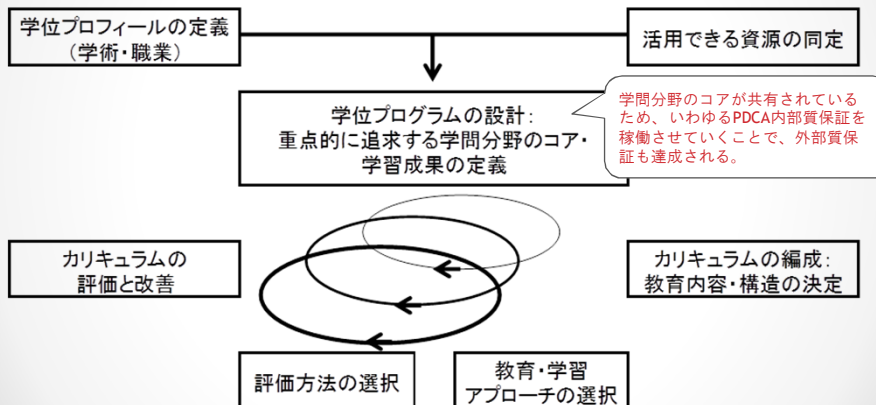 学位プロフィールの定義
（学術・職業）
活用できる資源の同定
学位プログラムの設計：
重点的に追求する学問分野のコア・
学習成果の定義
学問分野のコアが共有されている
ため、いわゆるPDCA内部質保証を
稼働させていくことで、外部質保
証も達成される。
カリキュラムの
評価と改善
カリキュラムの編成：
教育内容・構造の決定
評価方法の選択
教育・学習
アプローチの選択